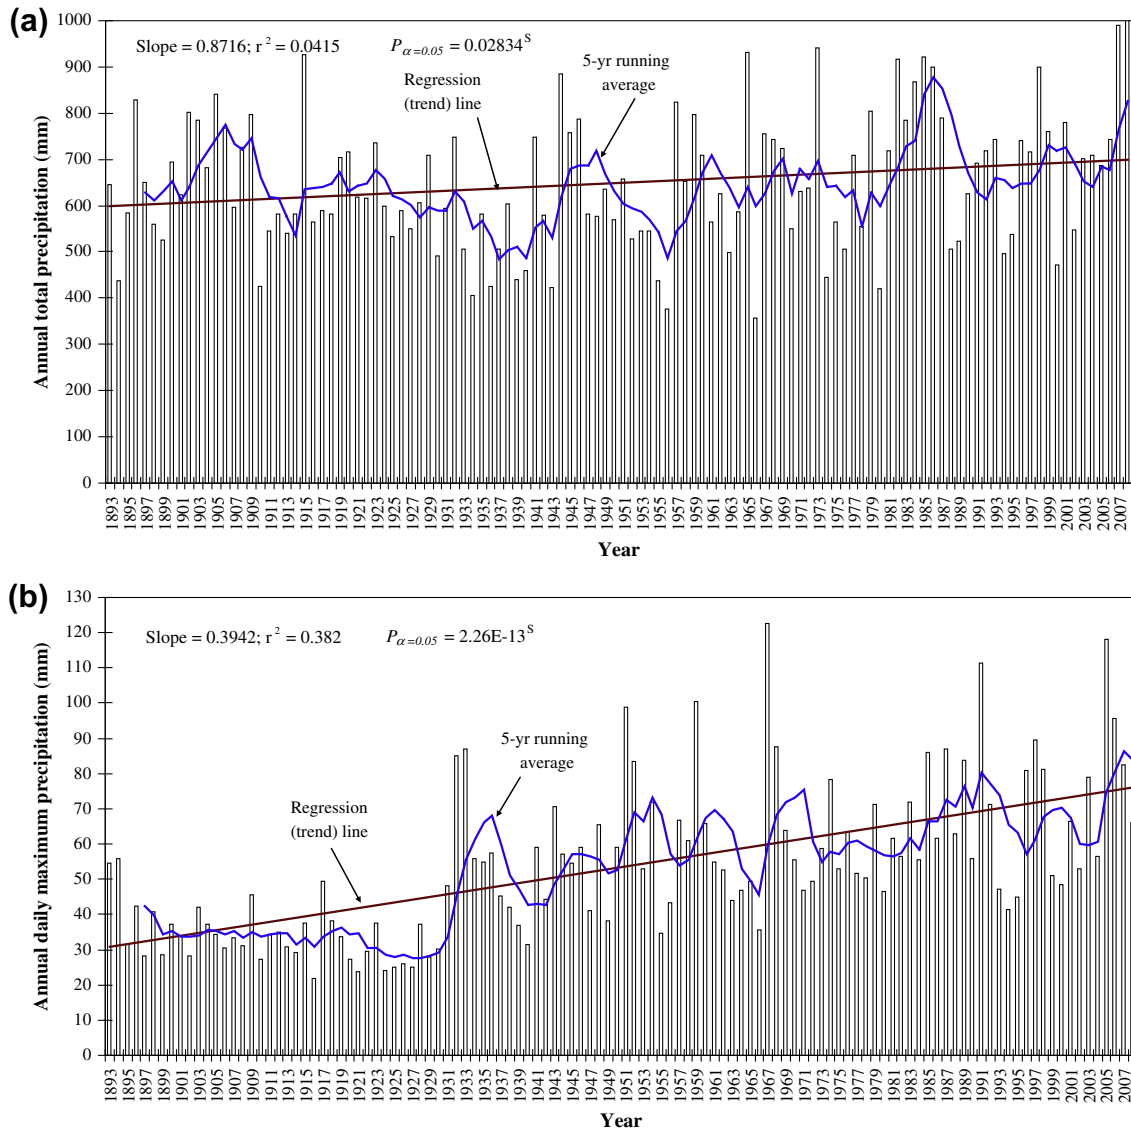 (a)
Slope = 0.8716; r² = 0.0415
P α=0.05 = 0.02834 S
Regression
(trend) line
5-yr running
average
Annual total precipitation (mm)
1000
900
800
700
600
500
400
300
200
100
0
1893 1895 1897 1899 1901 1903 1905 1907 1909 1911 1913 1915 1917 1919 1921 1923 1925 1927 1929 1931 1933 1935 1937 1939 1941 1943 1945 1947 1949 1951 1953 1955 1957 1959 1961 1963 1965 1967 1969 1971 1973 1975 1977 1979 1981 1983 1985 1987 1989 1991 1993 1995 1997 1999 2001 2003 2005 2007
Year
(b)
Slope = 0.3942; r² = 0.382
P α=0.05 = 2.26E-13 S
5-yr running
average
Regression
(trend) line
Annual daily maximum precipitation (mm)
130
120
110
100
90
80
70
60
50
40
30
20
10
0
1893 1895 1897 1899 1901 1903 1905 1907 1909 1911 1913 1915 1917 1919 1921 1923 1925 1927 1929 1931 1933 1935 1937 1939 1941 1943 1945 1947 1949 1951 1953 1955 1957 1959 1961 1963 1965 1967 1969 1971 1973 1975 1977 1979 1981 1983 1985 1987 1989 1991 1993 1995 1997 1999 2001 2003 2005 2007
Year